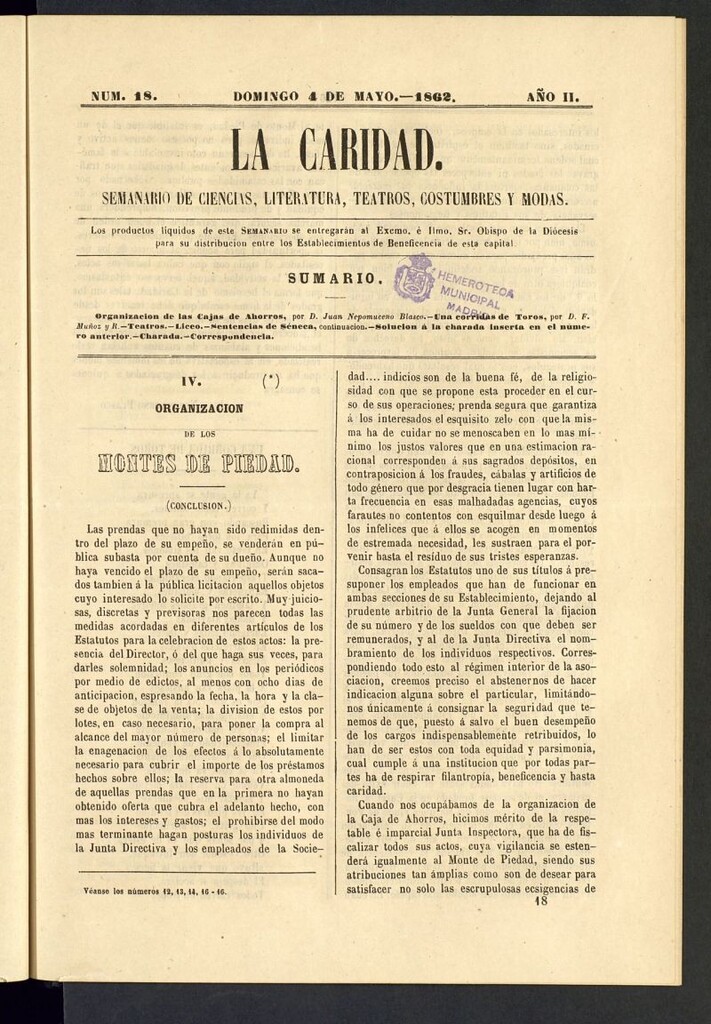 NUM. 18. DOMINGO 4 DE MAYO.—1862. AÑO II.
LA CARIDAD.
SEMANARIO DE CIENCIAS, LITERATURA, TEATROS, COSTUMBRES Y MODAS.
Los productos líquidos de este SEMANARIO se entregarán al Excmo. é Ilmo. Sr. Obispo de la Diócesis
para su distribucion entre los Establecimientos de Beneficencia de esta capital
SUMARIO.
HEMEROTECA
MUNICIPAL
MADRID
Organizacion de las Cajas de Ahorros, por D. Juan Nepomuceno Blasco.—Una corridas de Toros, por D. F.
Muñoz y R.—Teatros.—Liceo.—Sentencias de Séneca, continuacion.—Solucion á la charada inserta en el núme-
ro anterior.—Charada.—Correspondencia.
IV. (*)
ORGANIZACION
DE LOS
MONTES DE PIEDAD.
(CONCLUSION.)
Las prendas que no hayan sido redimidas den-
tro del plazo de su empeño, se venderán en pú-
blica subasta por cuenta de su dueño. Aunque no
haya vencido el plazo de su empeño, serán saca-
dos tambien á la pública licitacion aquellos objetos
cuyo interesado lo solicite por escrito. Muy juicio-
sas, discretas y previsoras nos parecen todas las
medidas acordadas en diferentes artículos de los
Estatutos para la celebracion de estos actos: la pre-
sencia del Director, ó del que haga sus veces, para
darles solemnidad; los anuncios en los periódicos
por medio de edictos, al menos con ocho dias de
anticipacion, espresando la fecha, la hora y la cla-
se de objetos de la venta; la division de estos por
lotes, en caso necesario, para poner la compra al
alcance del mayor número de personas; el limitar
la enagenacion de los efectos á lo absolutamente
necesario para cubrir el importe de los préstamos
hechos sobre ellos; la reserva para otra almoneda
de aquellas prendas que en la primera no hayan
obtenido oferta que cubra el adelanto hecho, con
mas los intereses y gastos; el prohibirse del modo
mas terminante hagan posturas los individuos de
la Junta Directiva y los empleados de la Socie-
Véanse los números 12, 13, 14, 16 - 16.
dad.... indicios son de la buena fé, de la religio-
sidad con que se propone esta proceder en el cur-
so de sus operaciones; prenda segura que garantiza
á los interesados el esquisito zelo con que la mis-
ma ha de cuidar no se menoscaben en lo mas mí-
nimo los justos valores que en una estimacion ra-
cional corresponden á sus sagrados depósitos, en
contraposicion á los fraudes, cábalas y artificios de
todo género que por desgracia tienen lugar con har-
ta frecuencia en esas malhadadas agencias, cuyos
farautes no contentos con esquilmar desde luego á
los infelices que á ellos se acogen en momentos
de estremada necesidad, les sustraen para el por-
venir hasta el resíduo de sus tristes esperanzas.
Consagran los Estatutos uno de sus títulos á pre-
suponer los empleados que han de funcionar en
ambas secciones de su Establecimiento, dejando al
prudente arbitrio de la Junta General la fijacion
de su número y de los sueldos con que deben ser
remunerados, y al de la Junta Directiva el nom-
bramiento de los individuos respectivos. Corres-
pondiendo todo esto al régimen interior de la aso-
ciacion, creemos preciso el abstenernos de hacer
indicacion alguna sobre el particular, limitándo-
nos únicamente á consignar la seguridad que te-
nemos de que, puesto á salvo el buen desempeño
de los cargos indispensablemente retribuidos, lo
han de ser estos con toda equidad y parsimonia,
cual cumple á una institucion que por todas par-
tes ha de respirar filantropía, beneficencia y hasta
caridad.
Cuando nos ocupábamos de la organizacion de
la Caja de Ahorros, hicimos mérito de la respe-
table é imparcial Junta Inspectora, que ha de fis-
calizar todos sus actos, cuya vigilancia se esten-
derá igualmente al Monte de Piedad, siendo sus
atribuciones tan ámplias como son de desear para
satisfacer no solo las escrupulosas ecsigencias de
18